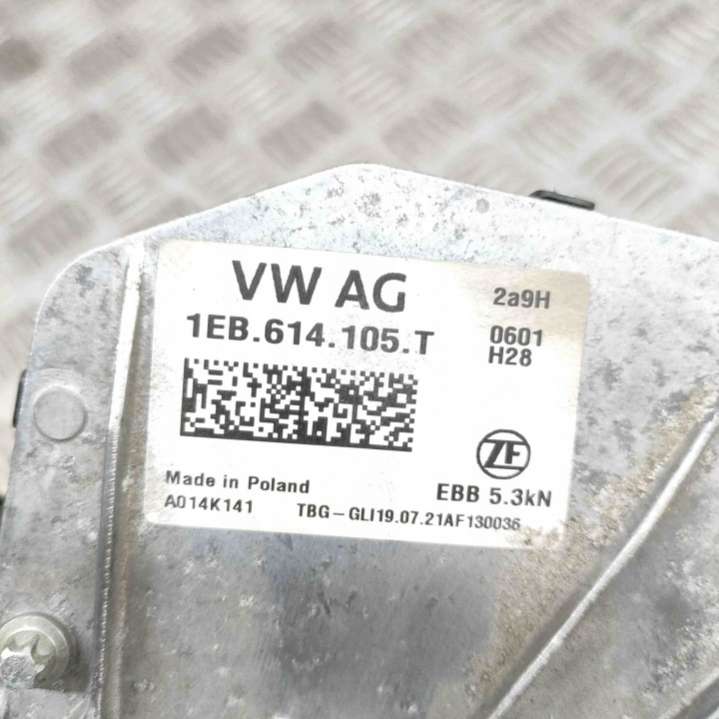 VW AG
2a9H
1EB.614.105.T
0601
H28
ZF
Made in Poland
EBB 5.3kN
A014K141
TBG-GLI19.07.21AF130036